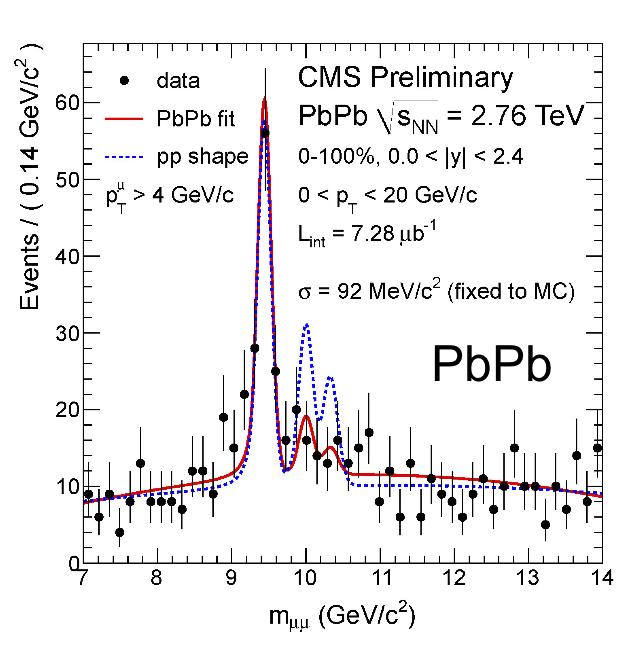 Events / ( 0.14 GeV/c²)
data
PbPb fit
pp shape
p_T^μ > 4 GeV/c
CMS Preliminary
PbPb √s_NN = 2.76 TeV
0-100%, 0.0 < |y| < 2.4
0 < p_T < 20 GeV/c
L_int = 7.28 μb⁻¹
σ = 92 MeV/c² (fixed to MC)
PbPb
60
50
40
30
20
10
0
7 8 9 10 11 12 13 14
m_μμ (GeV/c²)